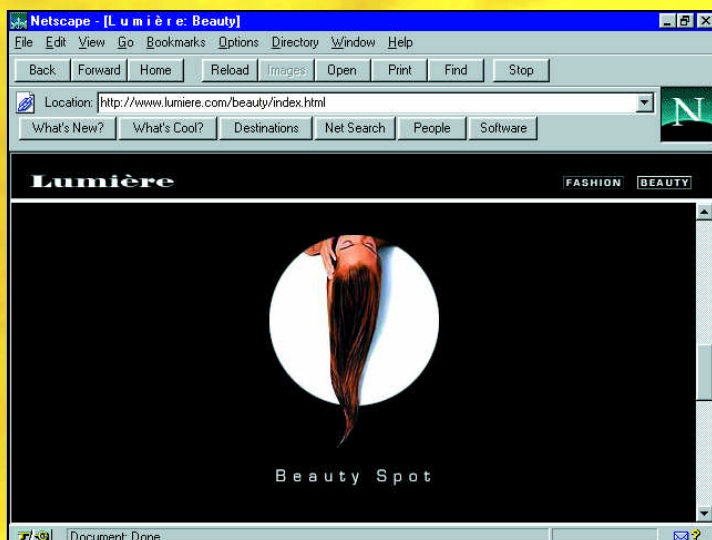 Netscape - [L u m i è r e: Beauty]
File Edit View Go Bookmarks Options Directory Window Help
Back Forward Home Reload Images Open Print Find Stop
Location: http://www.lumiere.com/beauty/index.html
N
What's New? What's Cool? Destinations Net Search People Software
Lumière FASHION BEAUTY
Beauty Spot
Document: Done